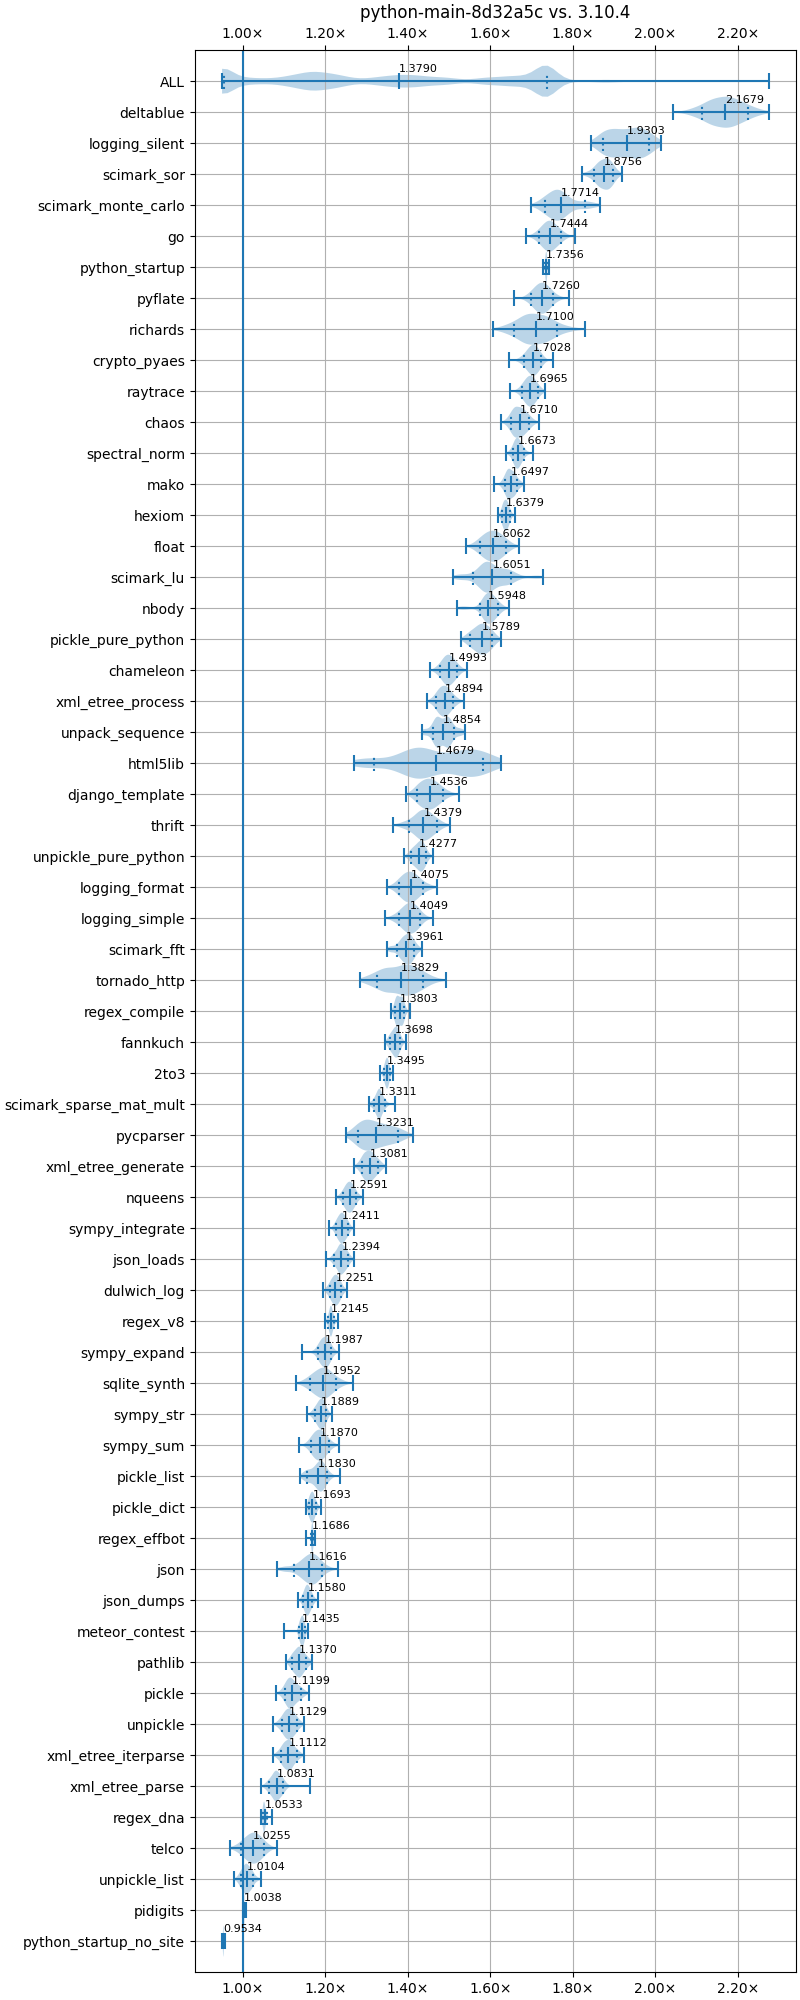 python-main-8d32a5c vs. 3.10.4
1.00× 1.20× 1.40× 1.60× 1.80× 2.00× 2.20×
ALL 1.3790
deltablue 2.1679
logging_silent 1.9303
scimark_sor 1.8756
scimark_monte_carlo 1.7714
go 1.7444
python_startup 1.7356
pyflate 1.7260
richards 1.7100
crypto_pyaes 1.7028
raytrace 1.6965
chaos 1.6710
spectral_norm 1.6673
mako 1.6497
hexiom 1.6379
float 1.6062
scimark_lu 1.6051
nbody 1.5948
pickle_pure_python 1.5789
chameleon 1.4993
xml_etree_process 1.4894
unpack_sequence 1.4854
html5lib 1.4679
django_template 1.4536
thrift 1.4379
unpickle_pure_python 1.4277
logging_format 1.4075
logging_simple 1.4049
scimark_fft 1.3961
tornado_http 1.3829
regex_compile 1.3803
fannkuch 1.3698
2to3 1.3495
scimark_sparse_mat_mult 1.3311
pycparser 1.3231
xml_etree_generate 1.3081
nqueens 1.2591
sympy_integrate 1.2411
json_loads 1.2394
dulwich_log 1.2251
regex_v8 1.2145
sympy_expand 1.1987
sqlite_synth 1.1952
sympy_str 1.1889
sympy_sum 1.1870
pickle_list 1.1830
pickle_dict 1.1693
regex_effbot 1.1686
json 1.1616
json_dumps 1.1580
meteor_contest 1.1435
pathlib 1.1370
pickle 1.1199
unpickle 1.1129
xml_etree_iterparse 1.1112
xml_etree_parse 1.0831
regex_dna 1.0533
telco 1.0255
unpickle_list 1.0104
pidigits 1.0038
python_startup_no_site 0.9534
1.00× 1.20× 1.40× 1.60× 1.80× 2.00× 2.20×